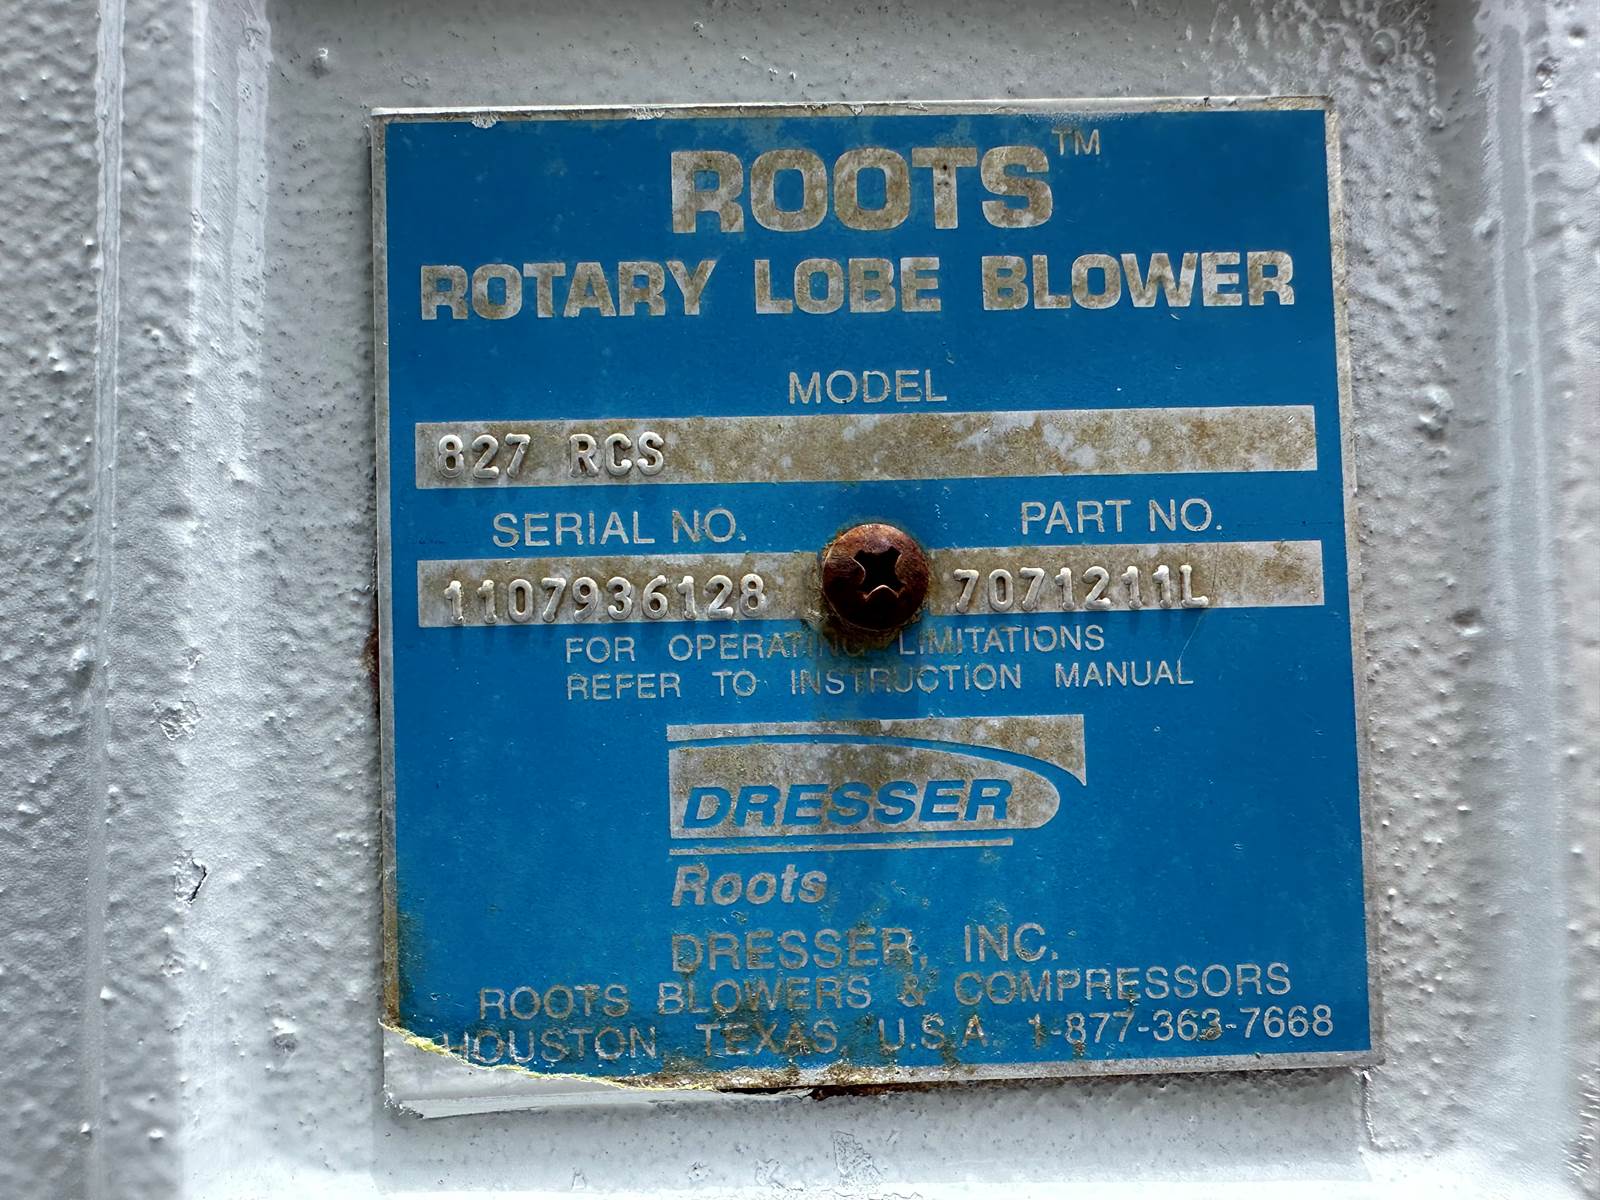 ROOTS™
ROTARY LOBE BLOWER
MODEL
827 RCS
SERIAL NO. PART NO.
1107936128 7071211L
FOR OPERATING LIMITATIONS
REFER TO INSTRUCTION MANUAL
DRESSER
Roots
DRESSER, INC.
ROOTS BLOWERS & COMPRESSORS
HOUSTON, TEXAS, U.S.A. 1-877-363-7668